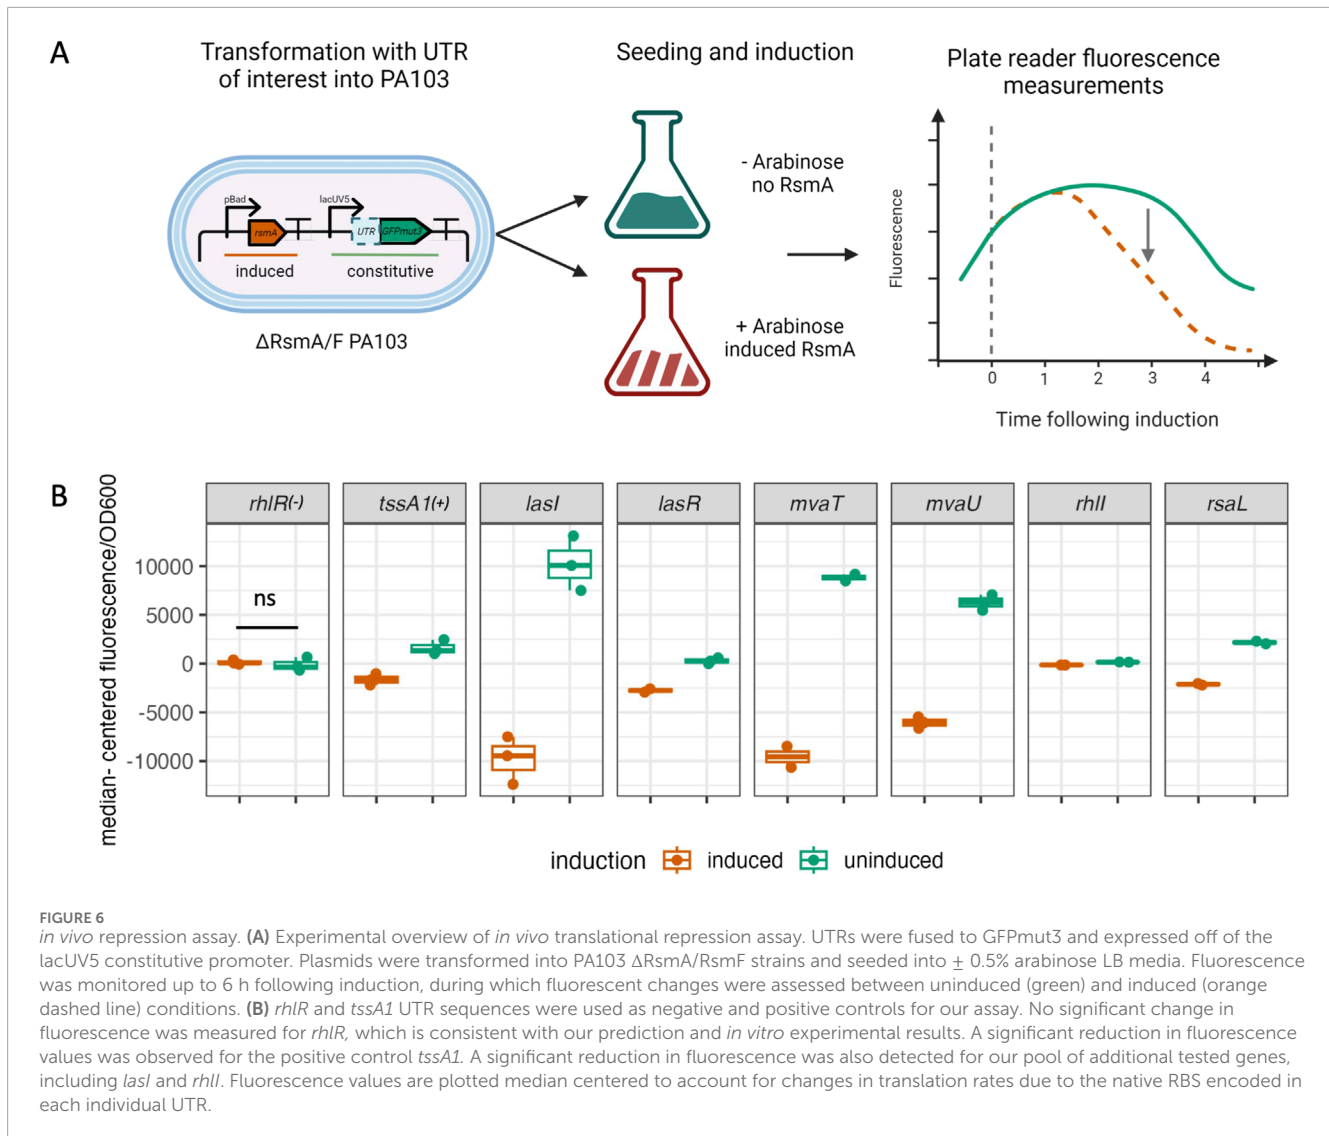 A
Transformation with UTR
of interest into PA103
Seeding and induction
Plate reader fluorescence
measurements
pBad
lacUV5
rsmA
UTR
GFPmut3
induced
constitutive
ΔRsmA/F PA103
- Arabinose
no RsmA
+ Arabinose
induced RsmA
Fluorescence
0 1 2 3 4
Time following induction
B
median- centered fluorescence/OD600
rhlR(-)
tssA1(+)
lasI
lasR
mvaT
mvaU
rhlI
rsaL
10000
5000
0
-5000
-10000
ns
induction induced uninduced
FIGURE 6
in vivo repression assay. (A) Experimental overview of in vivo translational repression assay. UTRs were fused to GFPmut3 and expressed off of the
lacUV5 constitutive promoter. Plasmids were transformed into PA103 ΔRsmA/RsmF strains and seeded into ± 0.5% arabinose LB media. Fluorescence
was monitored up to 6 h following induction, during which fluorescent changes were assessed between uninduced (green) and induced (orange
dashed line) conditions. (B) rhlR and tssA1 UTR sequences were used as negative and positive controls for our assay. No significant change in
fluorescence was measured for rhlR, which is consistent with our prediction and in vitro experimental results. A significant reduction in fluorescence
values was observed for the positive control tssA1. A significant reduction in fluorescence was also detected for our pool of additional tested genes,
including lasI and rhlI. Fluorescence values are plotted median centered to account for changes in translation rates due to the native RBS encoded in
each individual UTR.